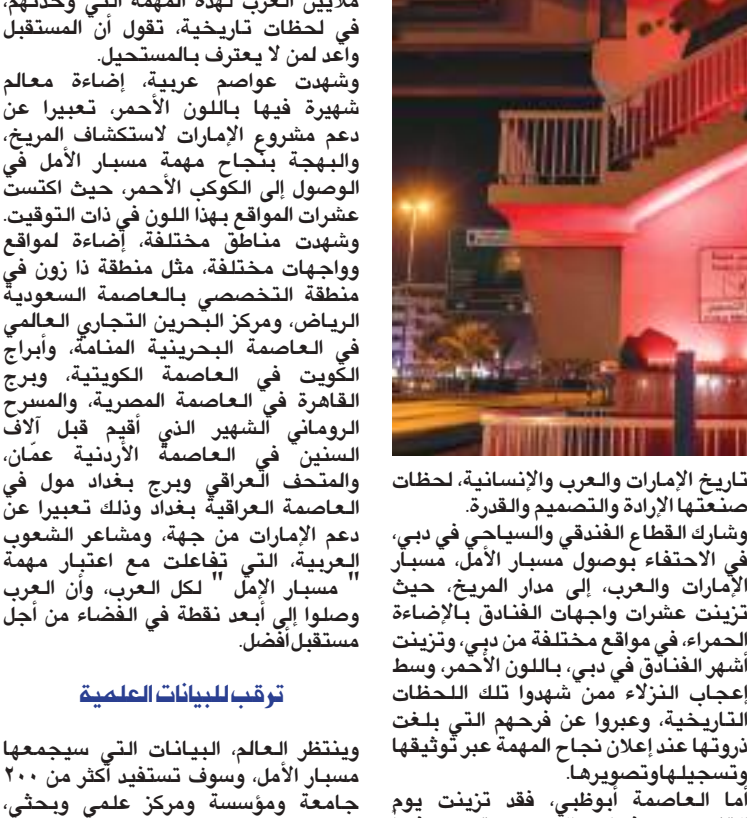 تاريخ الإمارات والعرب والإنسانية، لحظات
صنعتها الإرادة والتصميم والقدرة.
وشارك القطاع الفندقي والسياحي في دبي،
في الاحتفاء بوصول مسبار الأمل، مسبار
الإمارات والعرب، إلى مدار المريخ، حيث
تزينت عشرات واجهات الفنادق بالإضاءة
الحمراء، في مواقع مختلفة من دبي، وتزينت
أشهر الفنادق في دبي، باللون الأحمر، وسط
إعجاب النزلاء ممن شهدوا تلك اللحظات
التاريخية، وعبروا عن فرحهم التي بلغت
ذروتها عند إعلان نجاح المهمة عبر توثيقها
وتسجيلهاوتصويرها.
أما العاصمة أبوظبي، فقد تزينت يوم
ملايين العرب لهذه المهمة التي وحدتهم،
في لحظات تاريخية، تقول أن المستقبل
واعد لمن لا يعترف بالمستحيل.
وشهدت عواصم عربية، إضاءة معالم
شهيرة فيها باللون الأحمر، تعبيرا عن
دعم مشروع الإمارات لاستكشاف المريخ،
والبهجة بنجاح مهمة مسبار الأمل في
الوصول إلى الكوكب الأحمر، حيث اكتست
عشرات المواقع بهذا اللون في ذات التوقيت.
وشهدت مناطق مختلفة، إضاءة لمواقع
وواجهات مختلفة، مثل منطقة ذا زون في
منطقة التخصصي بالعاصمة السعودية
الرياض، ومركز البحرين التجاري العالمي
في العاصمة البحرينية المنامة، وأبراج
الكويت في العاصمة الكويتية، وبرج
القاهرة في العاصمة المصرية، والمسرح
الروماني الشهير الذي أقيم قبل آلاف
السنين في العاصمة الأردنية عمّان،
والمتحف العراقي وبرج بغداد مول في
العاصمة العراقية بغداد وذلك تعبيرا عن
دعم الإمارات من جهة، ومشاعر الشعوب
العربية، التي تفاعلت مع اعتبار مهمة
" مسبار الإمل " لكل العرب، وأن العرب
وصلوا إلى أبعد نقطة في الفضاء من أجل
مستقبل أفضل.
ترقب للبيانات العلمية
وينتظر العالم، البيانات التي سيجمعها
مسبار الأمل، وسوف تستفيد أكثر من ٢٠٠
جامعة ومؤسسة ومركز علمي وبحثي،